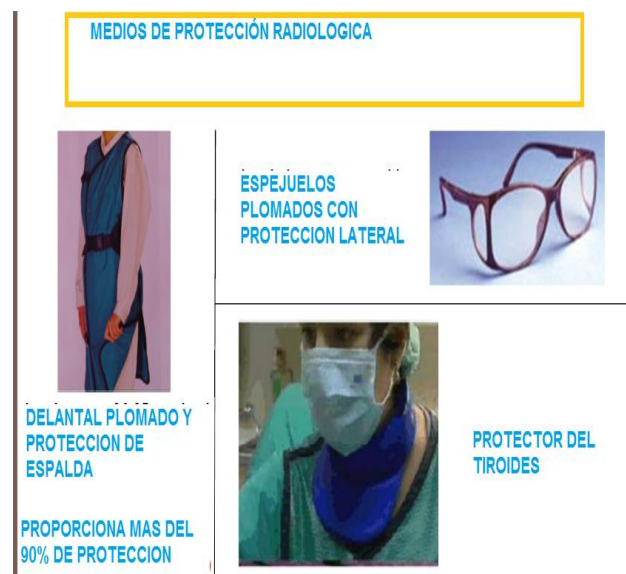 MEDIOS DE PROTECCIÓN RADIOLOGICA
ESPEJUELOS
PLOMADOS CON
PROTECCION LATERAL
DELANTAL PLOMADO Y
PROTECCION DE
ESPALDA
PROPORCIONA MAS DEL
90% DE PROTECCION
PROTECTOR DEL
TIROIDES